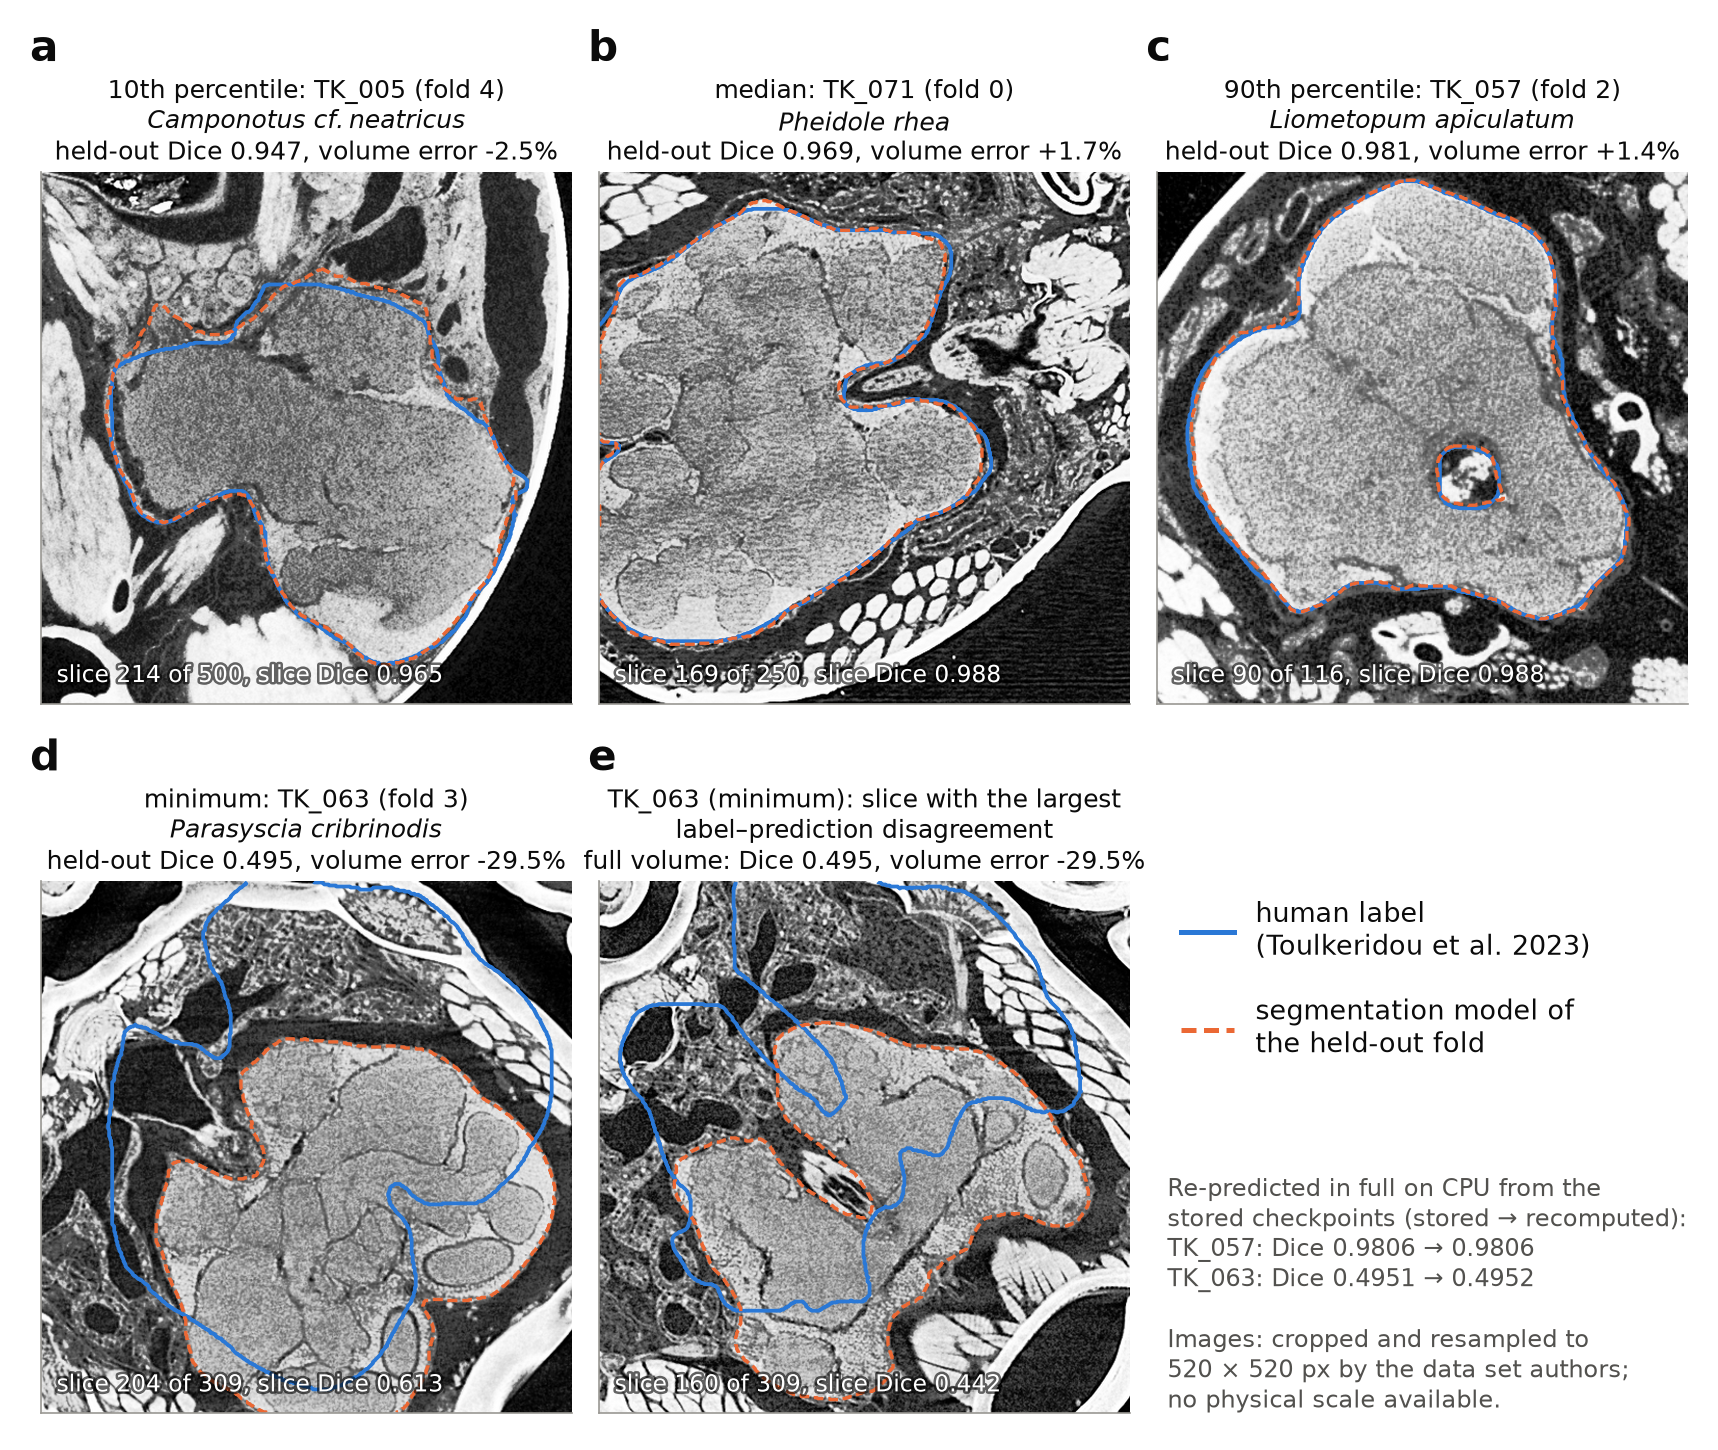 a
10th percentile: TK_005 (fold 4)
Camponotus cf. neatricus
held-out Dice 0.947, volume error -2.5%
slice 214 of 500, slice Dice 0.965
b
median: TK_071 (fold 0)
Pheidole rhea
held-out Dice 0.969, volume error +1.7%
slice 169 of 250, slice Dice 0.988
c
90th percentile: TK_057 (fold 2)
Liometopum apiculatum
held-out Dice 0.981, volume error +1.4%
slice 90 of 116, slice Dice 0.988
d
minimum: TK_063 (fold 3)
Parasyscia cribrinodis
held-out Dice 0.495, volume error -29.5%
slice 204 of 309, slice Dice 0.613
e
TK_063 (minimum): slice with the largest
label–prediction disagreement
full volume: Dice 0.495, volume error -29.5%
slice 160 of 309, slice Dice 0.442
human label
(Toulkeridou et al. 2023)
segmentation model of
the held-out fold
Re-predicted in full on CPU from the
stored checkpoints (stored → recomputed):
TK_057: Dice 0.9806 → 0.9806
TK_063: Dice 0.4951 → 0.4952
Images: cropped and resampled to
520 × 520 px by the data set authors;
no physical scale available.